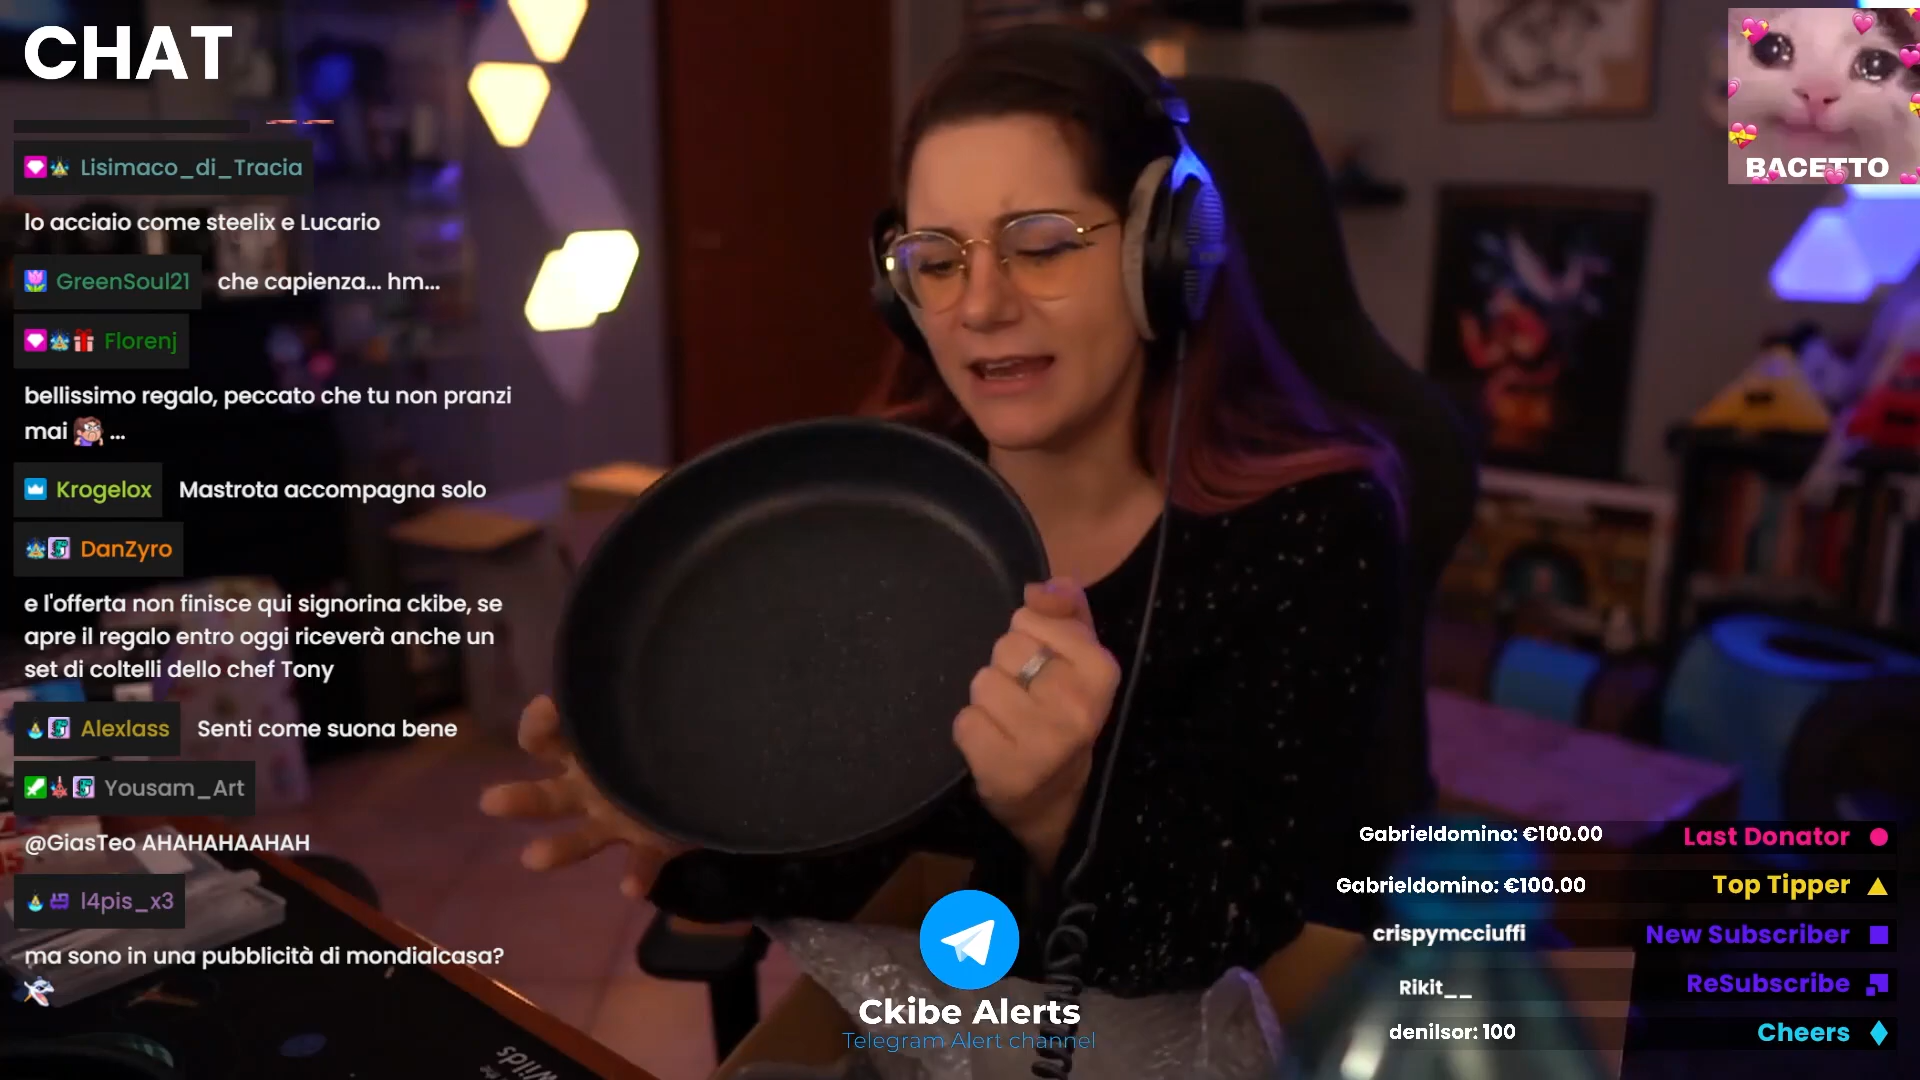 CHAT
BACETTO
Lisimaco_di_Tracia
lo acciaio come steelix e Lucario
GreenSoul21 che capienza... hm...
Florenj
bellissimo regalo, peccato che tu non pranzi
mai ...
Krogelox Mastrota accompagna solo
DanZyro
e l'offerta non finisce qui signorina ckibe, se
apre il regalo entro oggi riceverà anche un
set di coltelli dello chef Tony
Alexlass Senti come suona bene
Yousam_Art
@GiasTeo AHAHAHAAHAH
l4pis_x3
ma sono in una pubblicità di mondialcasa?
Ckibe Alerts
Telegram Alert channel
Gabrieldomino: €100.00 Last Donator
Gabrieldomino: €100.00 Top Tipper
crispymcciuffi New Subscriber
Rikit__ ReSubscribe
denilsor: 100 Cheers
the
Wilds